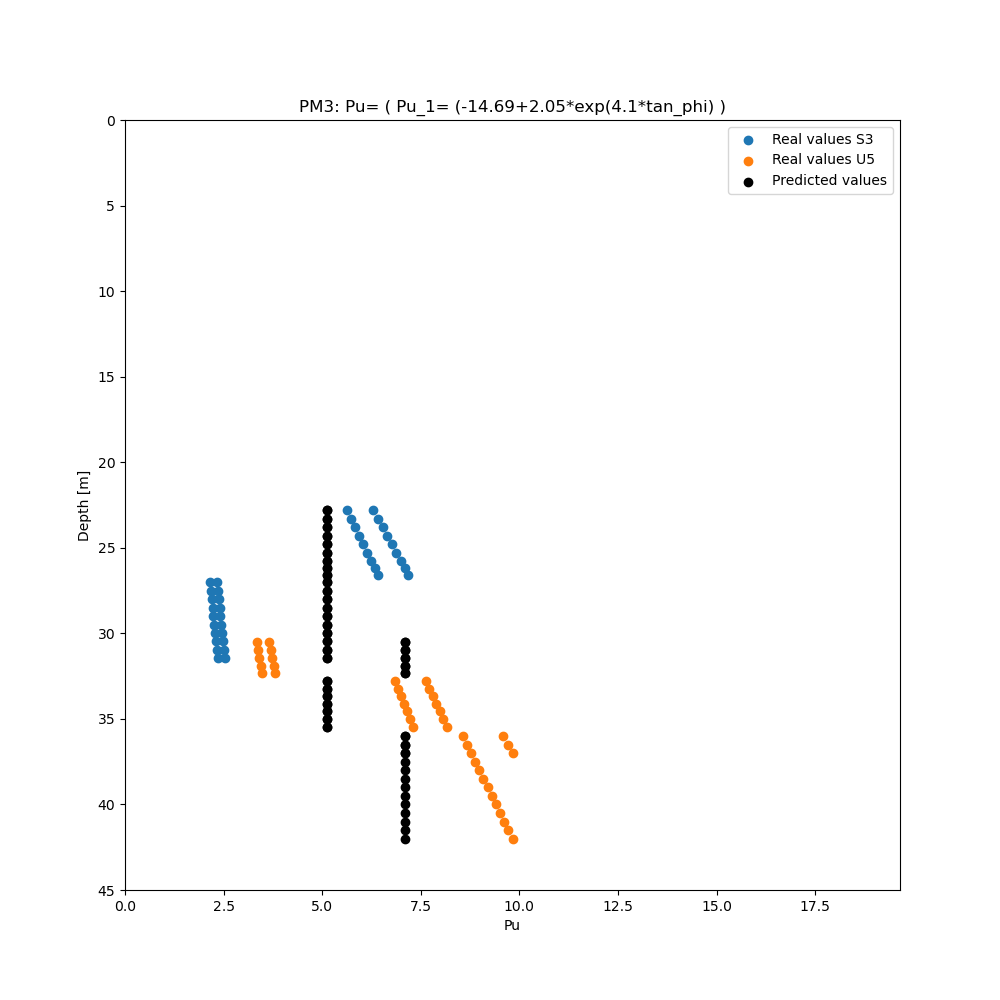 PM3: Pu= ( Pu_1= (-14.69+2.05*exp(4.1*tan_phi) )
Real values S3
Real values U5
Predicted values
0
5
10
15
20
25
30
35
40
45
Depth [m]
0.0 2.5 5.0 7.5 10.0 12.5 15.0 17.5
Pu